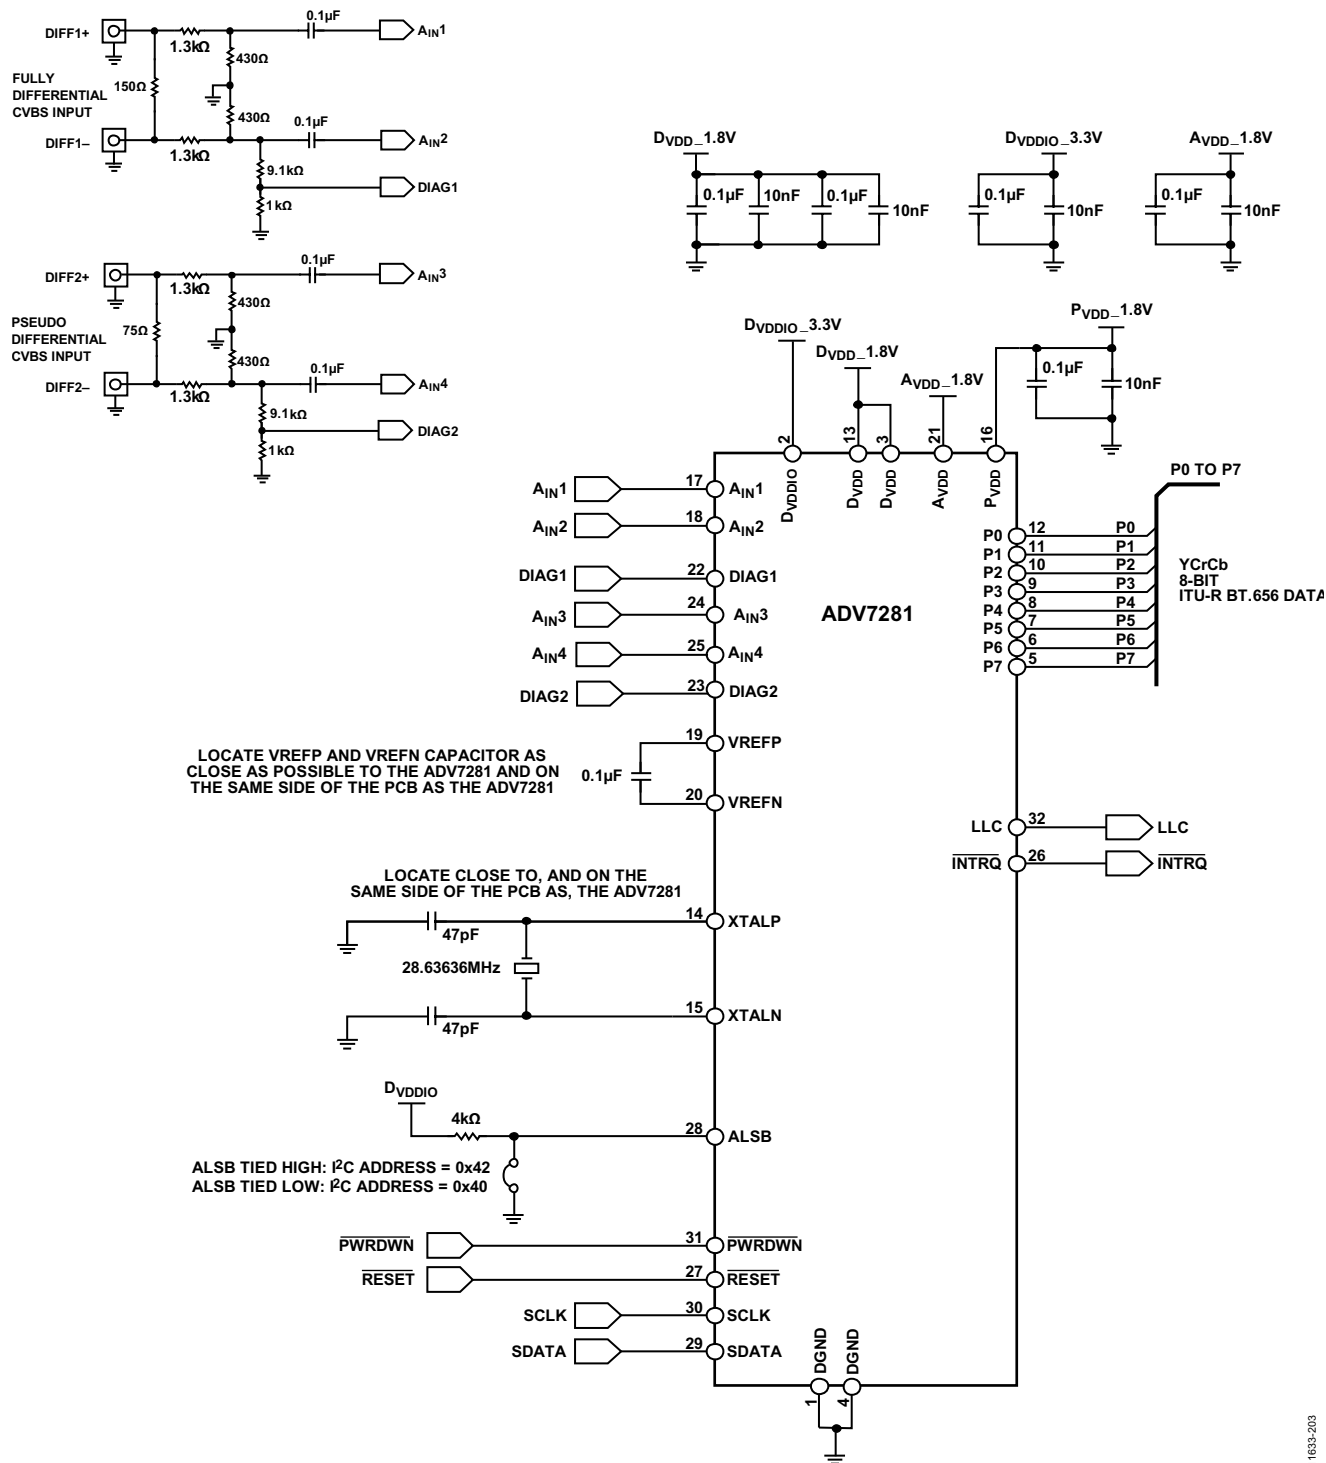 DIFF1+
1.3kΩ
0.1µF
AIN1
430Ω
FULLY
DIFFERENTIAL
CVBS INPUT
150Ω
430Ω
DIFF1–
1.3kΩ
0.1µF
AIN2
9.1kΩ
DIAG1
1kΩ
DIFF2+
1.3kΩ
0.1µF
AIN3
430Ω
PSEUDO
DIFFERENTIAL
CVBS INPUT
75Ω
430Ω
DIFF2–
1.3kΩ
0.1µF
AIN4
9.1kΩ
DIAG2
1kΩ
DVDD_1.8V
0.1µF
10nF
0.1µF
10nF
DVDDIO_3.3V
0.1µF
10nF
AVDD_1.8V
0.1µF
10nF
PVDD_1.8V
0.1µF
10nF
DVDDIO_3.3V
DVDD_1.8V
AVDD_1.8V
2
13
3
21
16
DVDDIO
DVDD
DVDD
AVDD
PVDD
AIN1
17
AIN1
AIN2
18
AIN2
DIAG1
22
DIAG1
AIN3
24
AIN3
AIN4
25
AIN4
DIAG2
23
DIAG2
ADV7281
P0 TO P7
P0
12
P0
P1
11
P1
P2
10
P2
P3
9
P3
P4
8
P4
P5
7
P5
P6
6
P6
P7
5
P7
YCrCb
8-BIT
ITU-R BT.656 DATA
LOCATE VREFP AND VREFN CAPACITOR AS
CLOSE AS POSSIBLE TO THE ADV7281 AND ON
THE SAME SIDE OF THE PCB AS THE ADV7281
0.1µF
19
VREFP
20
VREFN
LLC
32
LLC
INTRQ
26
INTRQ
LOCATE CLOSE TO, AND ON THE
SAME SIDE OF THE PCB AS, THE ADV7281
47pF
14
XTALP
28.63636MHz
47pF
15
XTALN
DVDDIO
4kΩ
28
ALSB
ALSB TIED HIGH: I2C ADDRESS = 0x42
ALSB TIED LOW: I2C ADDRESS = 0x40
PWRDWN
31
PWRDWN
RESET
27
RESET
SCLK
30
SCLK
SDATA
29
SDATA
DGND
DGND
1
4
1633-203